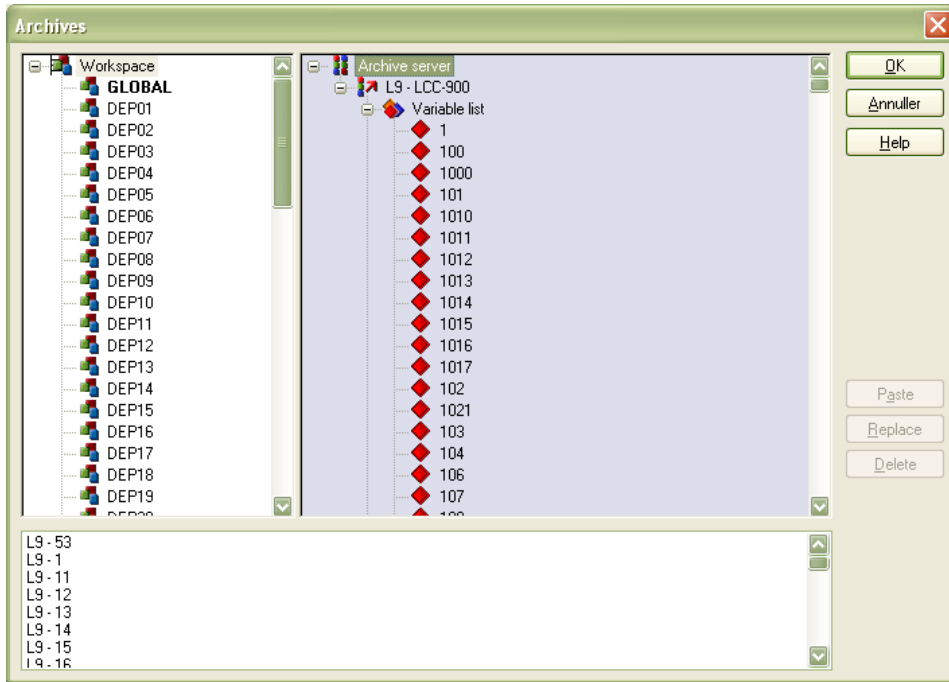 Archives
Workspace
GLOBAL
DEP01
DEP02
DEP03
DEP04
DEP05
DEP06
DEP07
DEP08
DEP09
DEP10
DEP11
DEP12
DEP13
DEP14
DEP15
DEP16
DEP17
DEP18
DEP19
Archive server
L9 - LCC-900
Variable list
1
100
1000
101
1010
1011
1012
1013
1014
1015
1016
1017
102
1021
103
104
106
107
OK
Annuller
Help
Paste
Replace
Delete
L9 - 53
L9 - 1
L9 - 11
L9 - 12
L9 - 13
L9 - 14
L9 - 15
L9 - 16